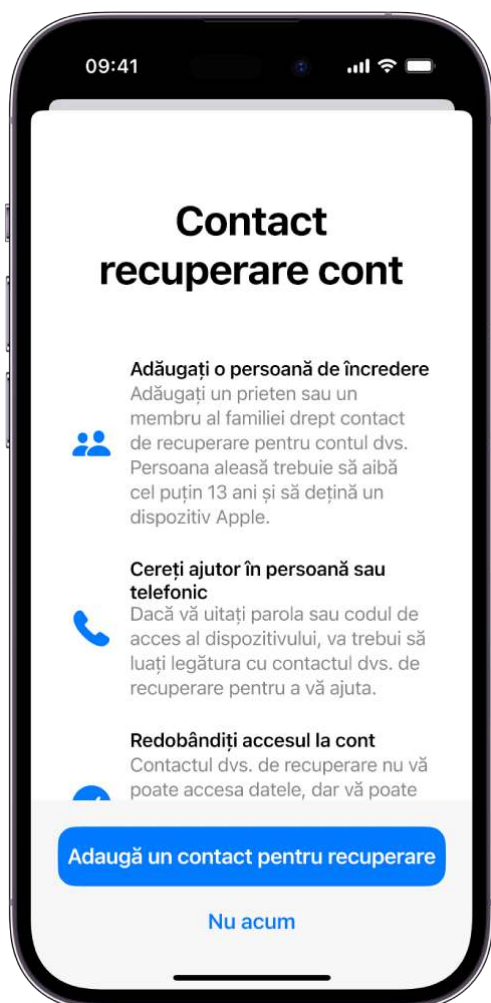 09:41
Contact
recuperare cont
Adăugați o persoană de încredere
Adăugați un prieten sau un
membru al familiei drept contact
de recuperare pentru contul dvs.
Persoana aleasă trebuie să aibă
cel puțin 13 ani și să dețină un
dispozitiv Apple.
Cereți ajutor în persoană sau
telefonic
Dacă vă uitați parola sau codul de
acces al dispozitivului, va trebui să
luați legătura cu contactul dvs. de
recuperare pentru a vă ajuta.
Redobândiți accesul la cont
Contactul dvs. de recuperare nu vă
poate accesa datele, dar vă poate
Adaugă un contact pentru recuperare
Nu acum